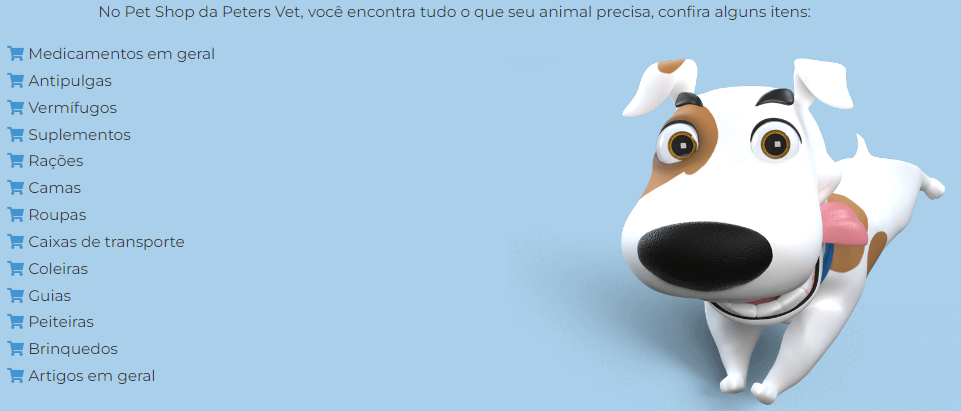 No Pet Shop da Peters Vet, você encontra tudo o que seu animal precisa, confira alguns itens:
Medicamentos em geral
Antipulgas
Vermífugos
Suplementos
Rações
Camas
Roupas
Caixas de transporte
Coleiras
Guias
Peiteiras
Brinquedos
Artigos em geral